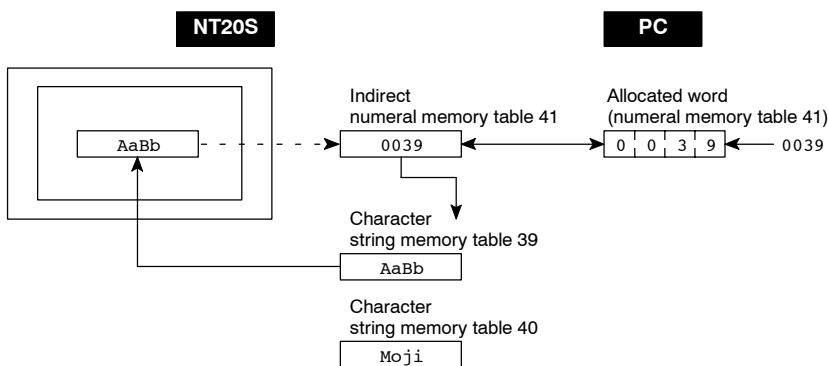 NT20S
PC
Indirect
numeral memory table 41
Allocated word
(numeral memory table 41)
AaBb
0039
0 0 3 9
0039
Character
string memory table 39
AaBb
Character
string memory table 40
Moji